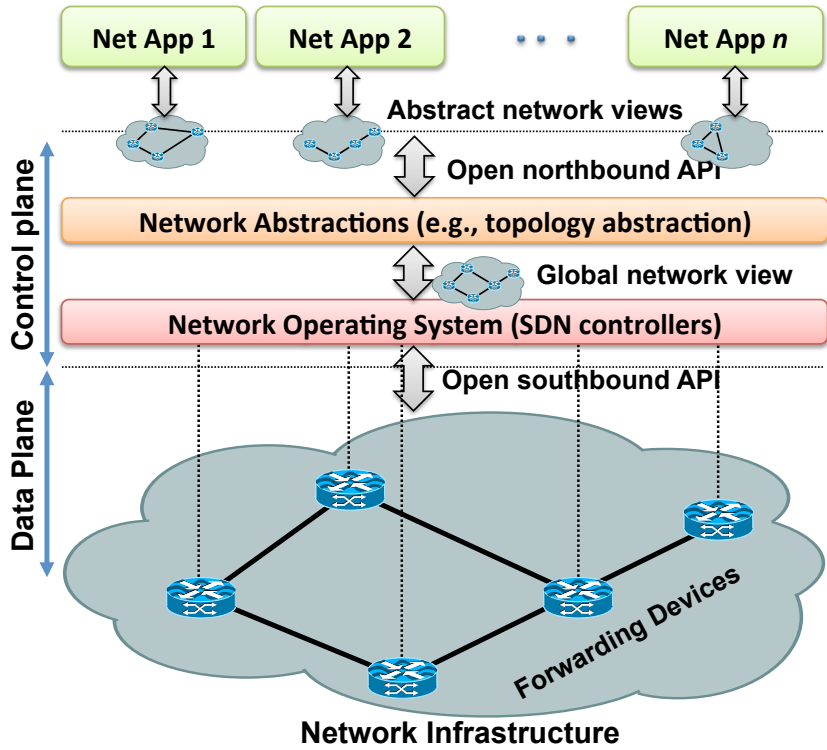 Net App 1
Net App 2
Net App n
Abstract network views
Open northbound API
Control plane
Network Abstractions (e.g., topology abstraction)
Global network view
Network Operating System (SDN controllers)
Open southbound API
Data Plane
Forwarding Devices
Network Infrastructure